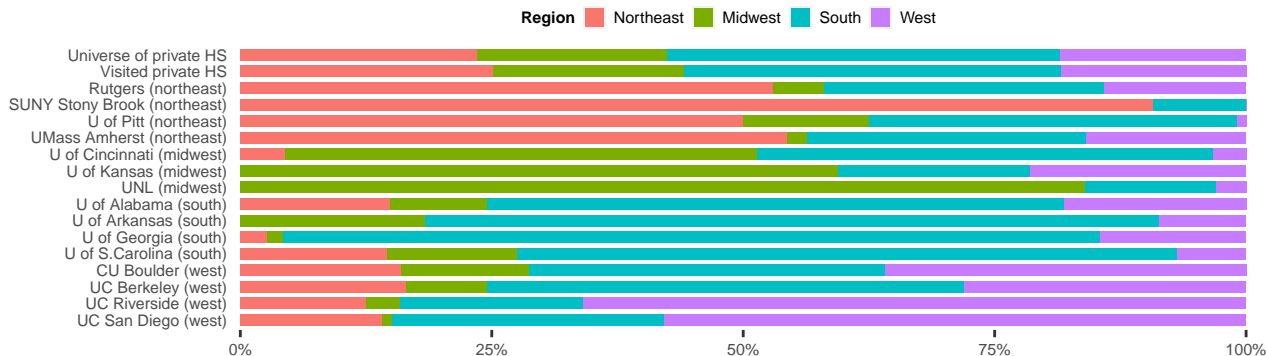 Region Northeast Midwest South West
Universe of private HS
Visited private HS
Rutgers (northeast)
SUNY Stony Brook (northeast)
U of Pitt (northeast)
UMass Amherst (northeast)
U of Cincinnati (midwest)
U of Kansas (midwest)
UNL (midwest)
U of Alabama (south)
U of Arkansas (south)
U of Georgia (south)
U of S.Carolina (south)
CU Boulder (west)
UC Berkeley (west)
UC Riverside (west)
UC San Diego (west)
0% 25% 50% 75% 100%